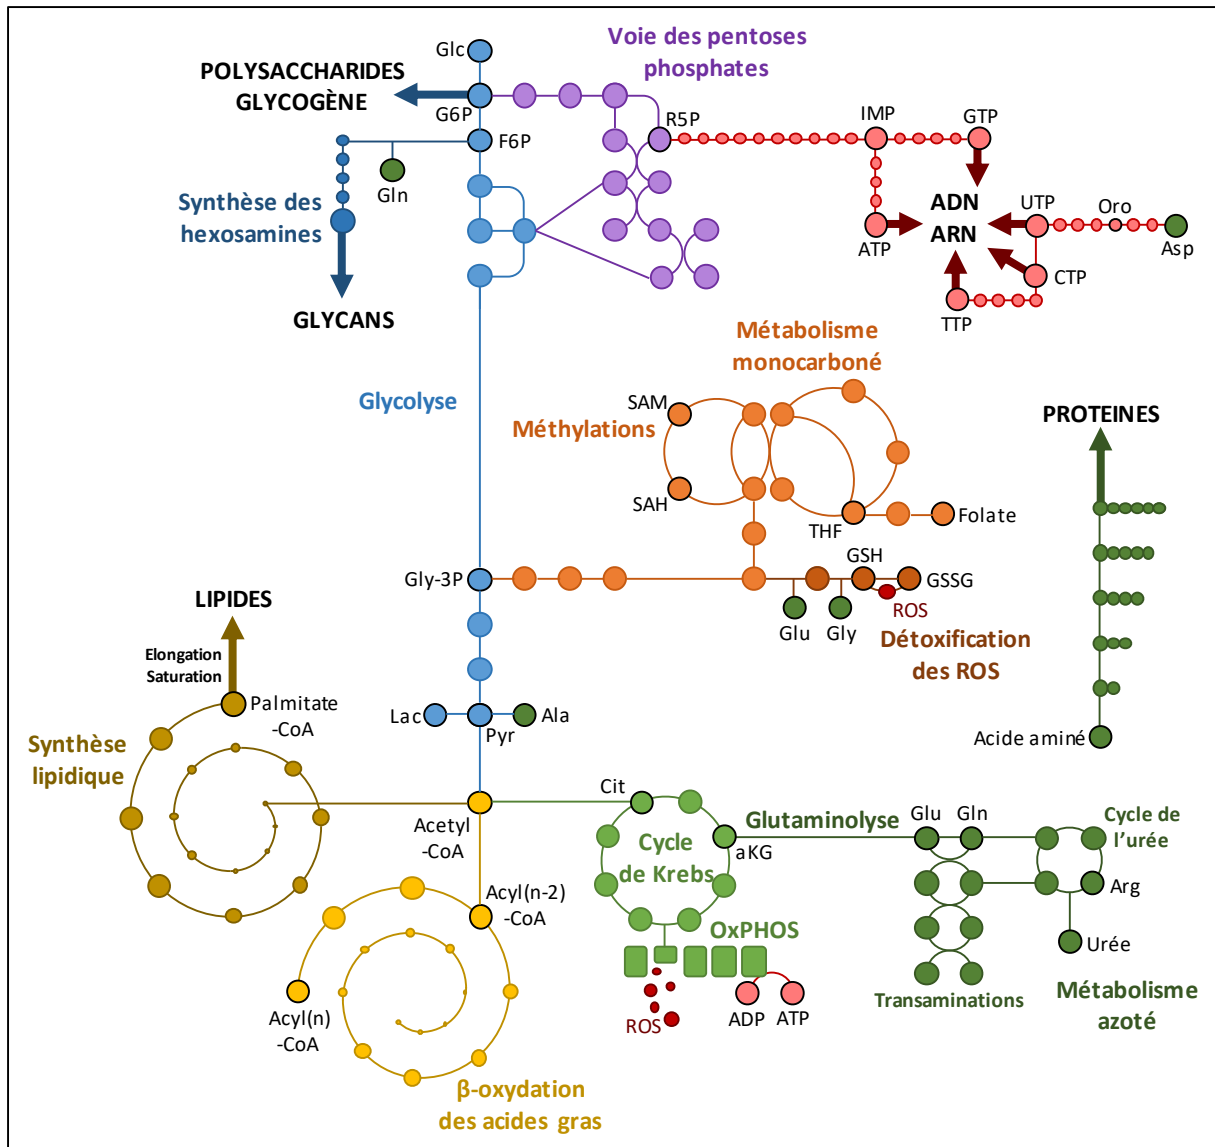 Glc
Voie des pentoses
phosphates
POLYSACCHARIDES
GLYCOGÈNE
G6P
R5P
IMP
GTP
F6P
Gln
Synthèse des
hexosamines
ADN
ARN
ATP
UTP
Oro
Asp
CTP
TTP
GLYCANS
Métabolisme
monocarboné
Glycolyse
SAM
Méthylations
PROTEINES
SAH
THF
Folate
Gly-3P
GSH
GSSG
ROS
Glu
Gly
Détoxification
des ROS
LIPIDES
Elongation
Saturation
Palmitate
-CoA
Lac
Pyr
Ala
Acide aminé
Synthèse
lipidique
Cit
Acetyl
-CoA
Cycle
de Krebs
aKG
Glutaminolyse
Glu
Gln
Cycle de
l’urée
Arg
Acyl(n-2)
-CoA
OxPHOS
Urée
Acyl(n)
-CoA
ROS
ADP
ATP
Transaminations
Métabolisme
azoté
β-oxydation
des acides gras